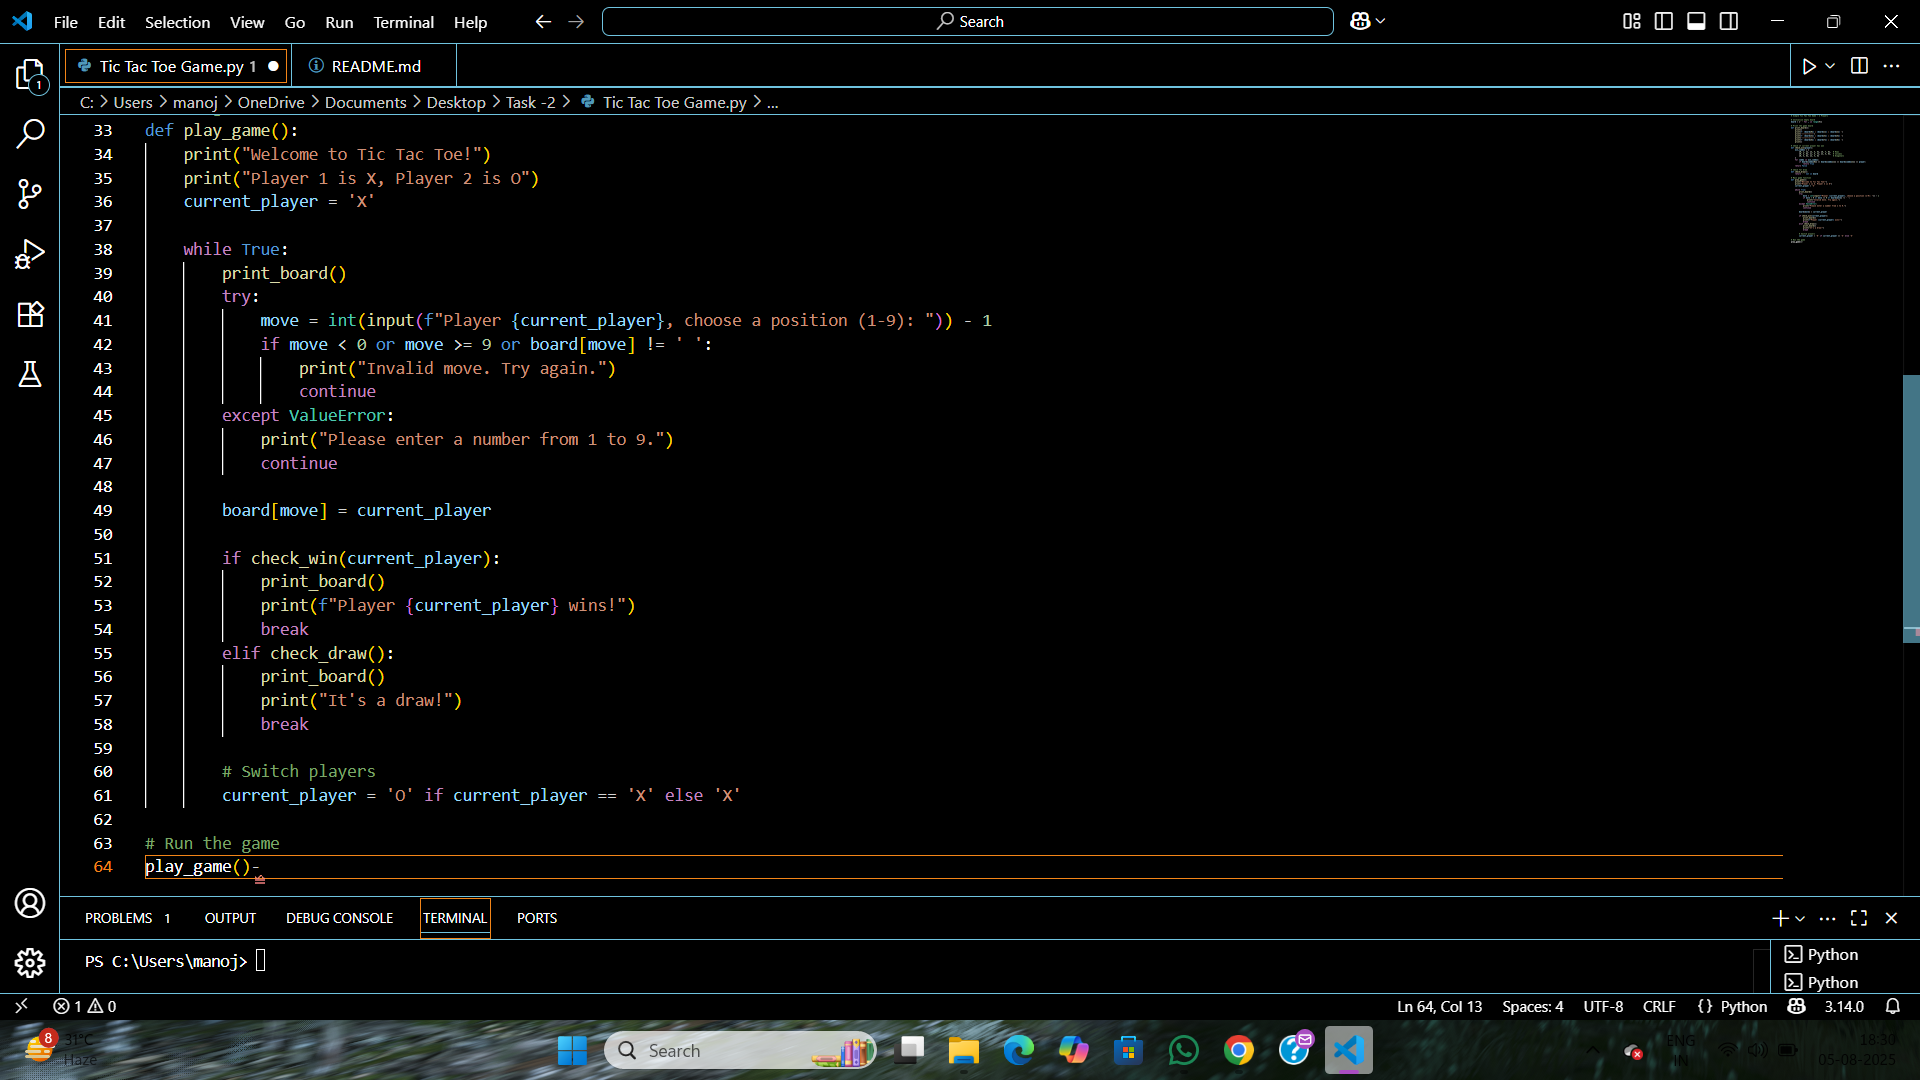 File Edit Selection View Go Run Terminal Help
Search
Tic Tac Toe Game.py 1
README.md
C: > Users > manoj > OneDrive > Documents > Desktop > Task -2 > Tic Tac Toe Game.py > ...
1
33 def play_game():
34 print("Welcome to Tic Tac Toe!")
35 print("Player 1 is X, Player 2 is O")
36 current_player = 'X'
37
38 while True:
39 print_board()
40 try:
41 move = int(input(f"Player {current_player}, choose a position (1-9): ")) - 1
42 if move < 0 or move >= 9 or board[move] != ' ':
43 print("Invalid move. Try again.")
44 continue
45 except ValueError:
46 print("Please enter a number from 1 to 9.")
47 continue
48
49 board[move] = current_player
50
51 if check_win(current_player):
52 print_board()
53 print(f"Player {current_player} wins!")
54 break
55 elif check_draw():
56 print_board()
57 print("It's a draw!")
58 break
59
60 # Switch players
61 current_player = 'O' if current_player == 'X' else 'X'
62
63 # Run the game
64 play_game()-
PROBLEMS 1 OUTPUT DEBUG CONSOLE TERMINAL PORTS
PS C:\Users\manoj>
Python
Python
1 0
Ln 64, Col 13 Spaces: 4 UTF-8 CRLF {} Python 3.14.0
8
31°C
Haze
Search
ENG
IN
18:30
05-08-2025